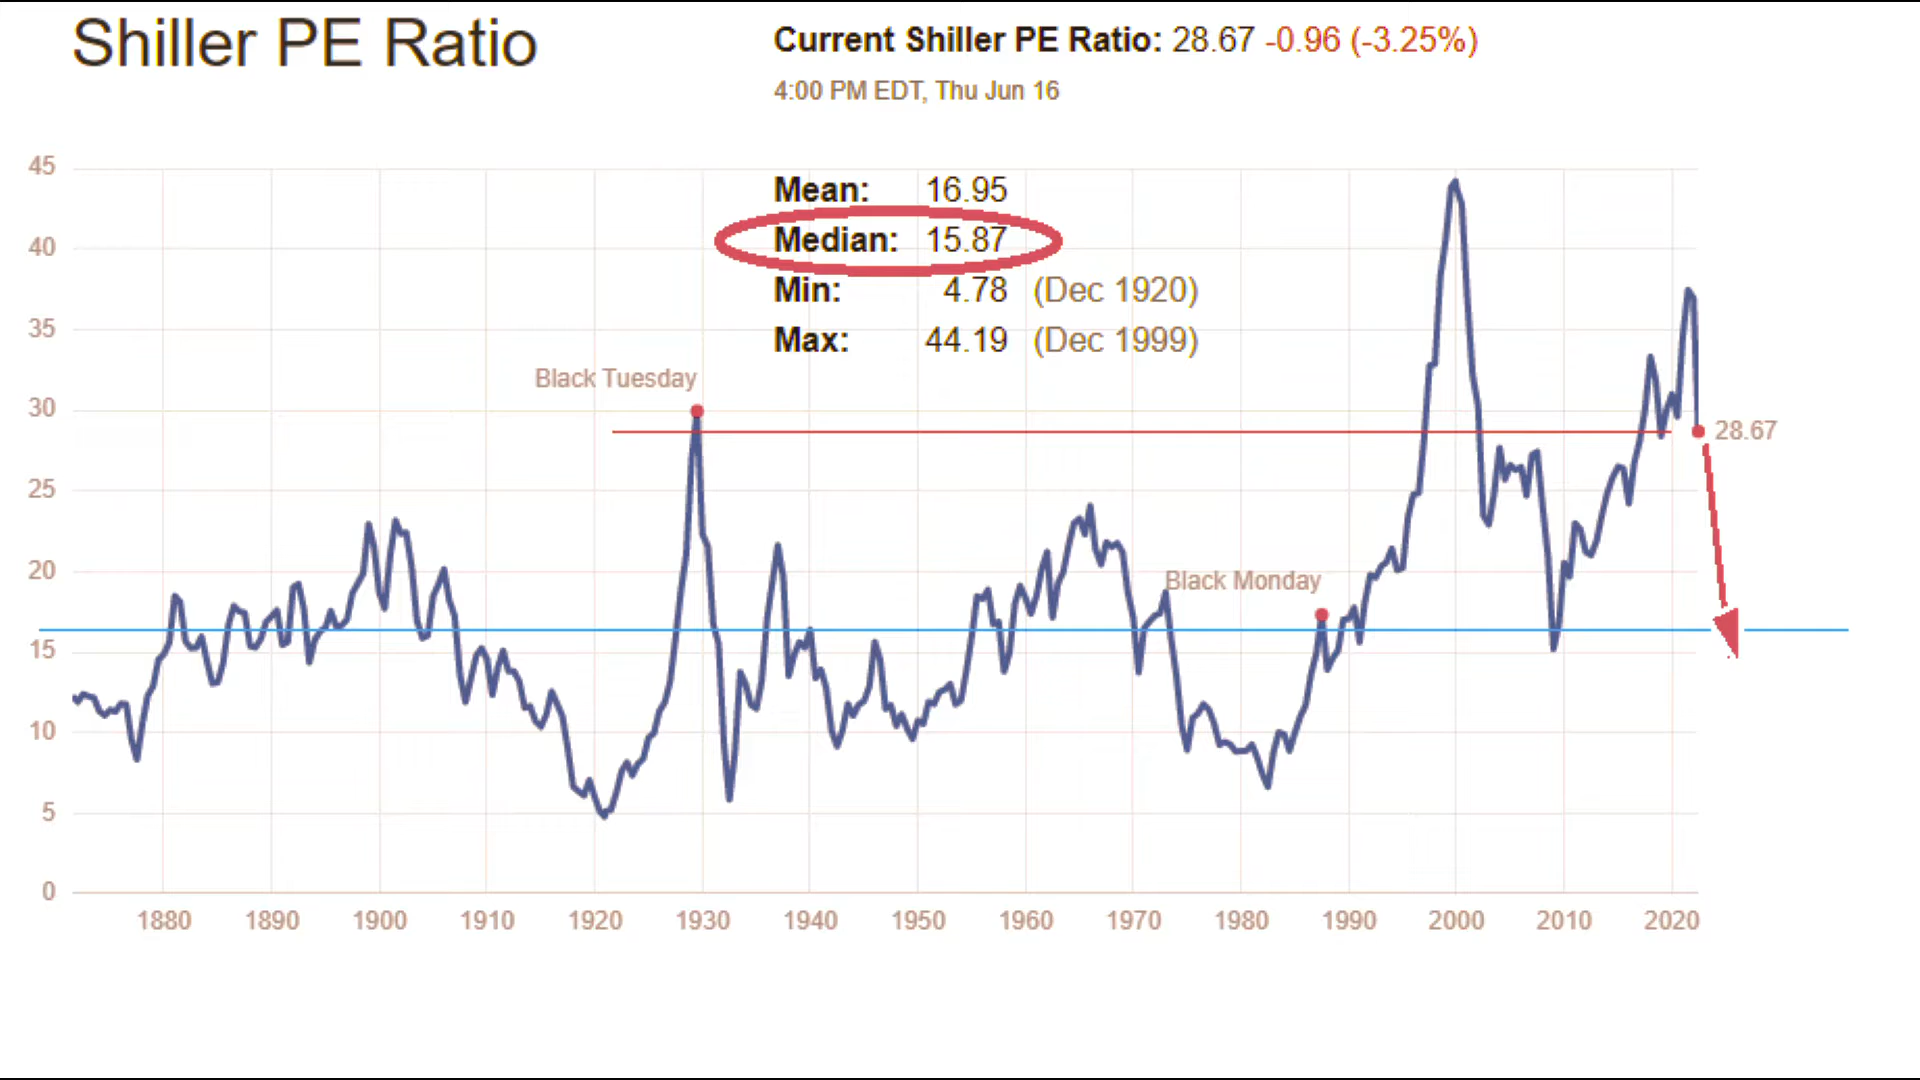 Shiller PE Ratio
Current Shiller PE Ratio: 28.67 -0.96 (-3.25%)
4:00 PM EDT, Thu Jun 16
Mean: 16.95
Median: 15.87
Min: 4.78 (Dec 1920)
Max: 44.19 (Dec 1999)
45
40
35
30
25
20
15
10
5
0
Black Tuesday
28.67
Black Monday
1880 1890 1900 1910 1920 1930 1940 1950 1960 1970 1980 1990 2000 2010 2020